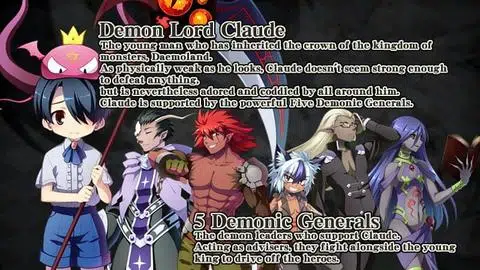 Demon Lord Claude
The young man who has inherited the crown of the kingdom of
monsters, Daemoland.
As physically weak as he looks, Claude doesn't seem strong enough
to defeat anything,
but is nevertheless adored and coddled by all around him.
Claude is supported by the powerful Five Demonic Generals.
5 Demonic Generals
The demon leaders who support Claude.
Acting as advisers, they fight alongside the young
king to drive off the heroes.